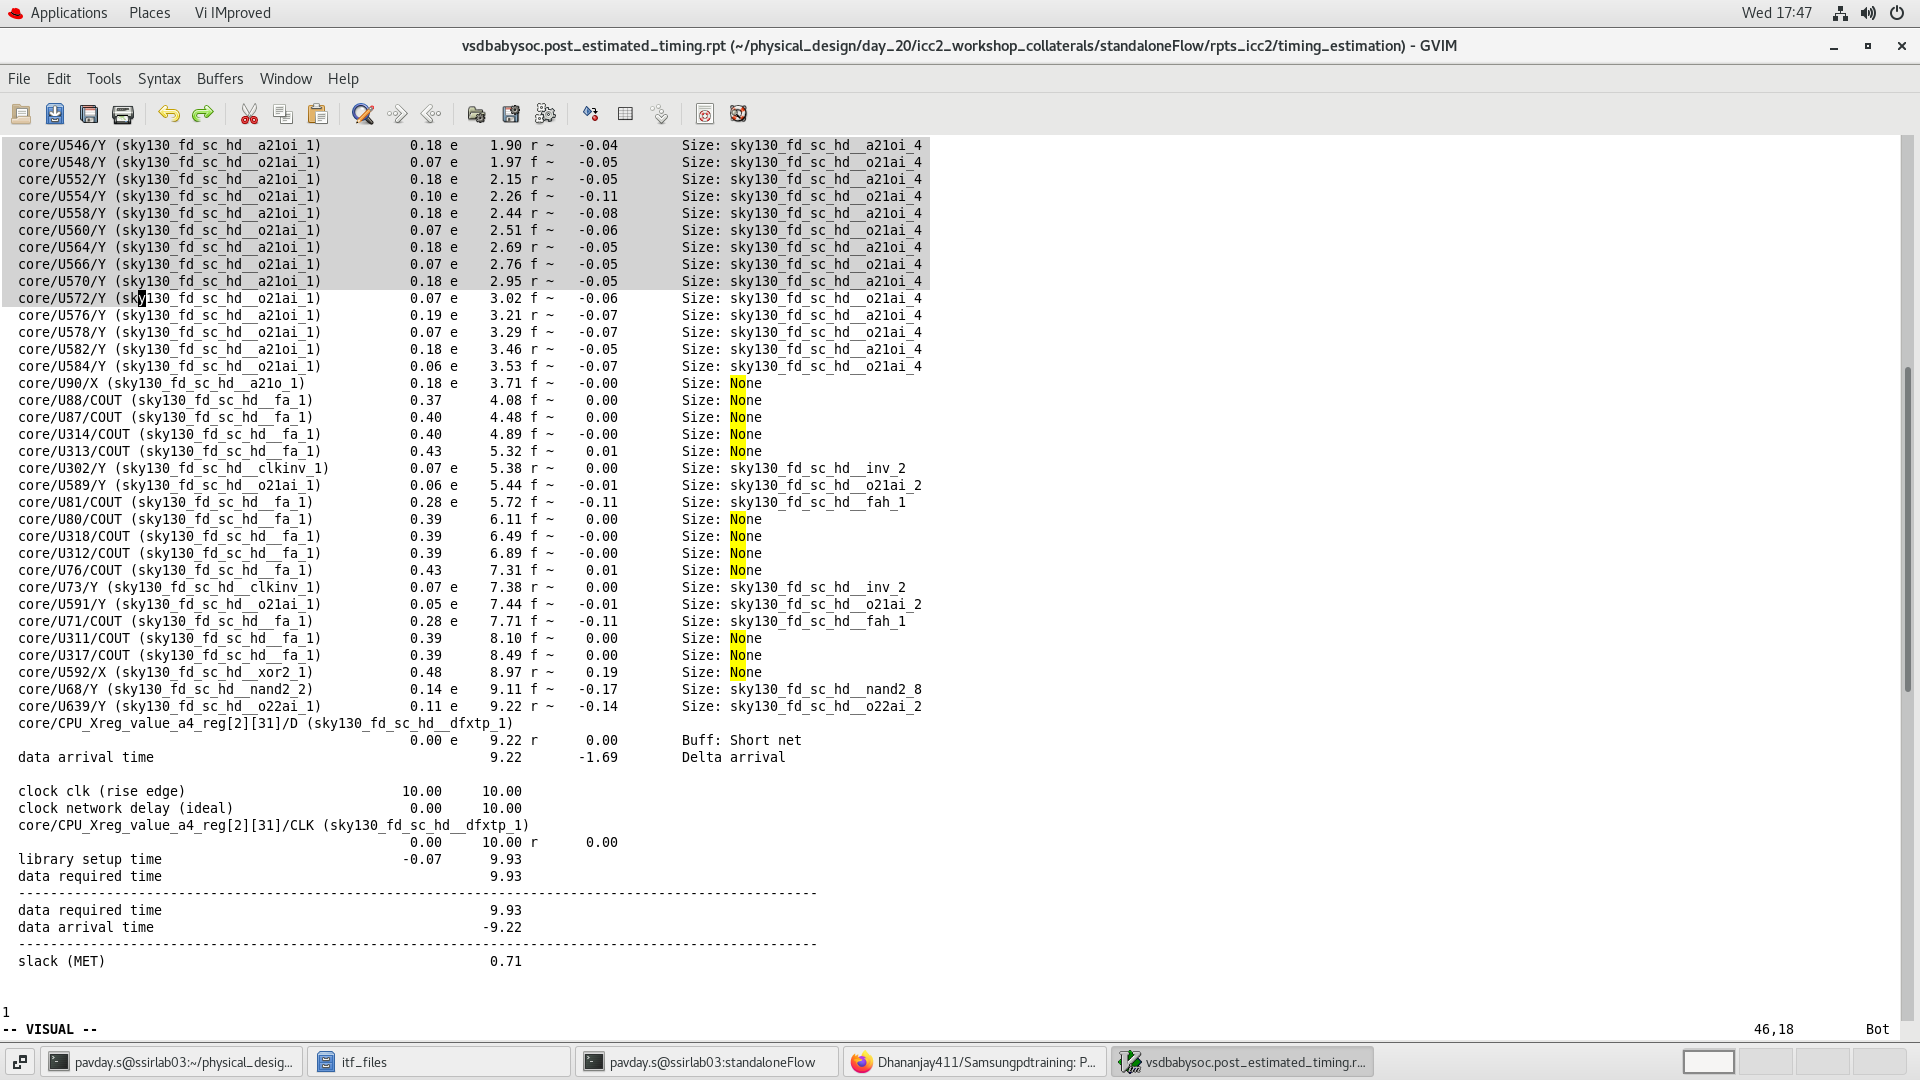 Applications Places Vi IMproved Wed 17:47
vsdbabysoc.post_estimated_timing.rpt (~/physical_design/day_20/icc2_workshop_collaterals/standaloneFlow/rpts_icc2/timing_estimation) - GVIM
File Edit Tools Syntax Buffers Window Help
core/U546/Y (sky130_fd_sc_hd__a21oi_1) 0.18 e 1.90 r ~ -0.04 Size: sky130_fd_sc_hd__a21oi_4
core/U548/Y (sky130_fd_sc_hd__o21ai_1) 0.07 e 1.97 f ~ -0.05 Size: sky130_fd_sc_hd__o21ai_4
core/U552/Y (sky130_fd_sc_hd__a21oi_1) 0.18 e 2.15 r ~ -0.05 Size: sky130_fd_sc_hd__a21oi_4
core/U554/Y (sky130_fd_sc_hd__o21ai_1) 0.10 e 2.26 f ~ -0.11 Size: sky130_fd_sc_hd__o21ai_4
core/U558/Y (sky130_fd_sc_hd__a21oi_1) 0.18 e 2.44 r ~ -0.08 Size: sky130_fd_sc_hd__a21oi_4
core/U560/Y (sky130_fd_sc_hd__o21ai_1) 0.07 e 2.51 f ~ -0.06 Size: sky130_fd_sc_hd__o21ai_4
core/U564/Y (sky130_fd_sc_hd__a21oi_1) 0.18 e 2.69 r ~ -0.05 Size: sky130_fd_sc_hd__a21oi_4
core/U566/Y (sky130_fd_sc_hd__o21ai_1) 0.07 e 2.76 f ~ -0.05 Size: sky130_fd_sc_hd__o21ai_4
core/U570/Y (sky130_fd_sc_hd__a21oi_1) 0.18 e 2.95 r ~ -0.05 Size: sky130_fd_sc_hd__a21oi_4
core/U572/Y (sky130_fd_sc_hd__o21ai_1) 0.07 e 3.02 f ~ -0.06 Size: sky130_fd_sc_hd__o21ai_4
core/U576/Y (sky130_fd_sc_hd__a21oi_1) 0.19 e 3.21 r ~ -0.07 Size: sky130_fd_sc_hd__a21oi_4
core/U578/Y (sky130_fd_sc_hd__o21ai_1) 0.07 e 3.29 f ~ -0.07 Size: sky130_fd_sc_hd__o21ai_4
core/U582/Y (sky130_fd_sc_hd__a21oi_1) 0.18 e 3.46 r ~ -0.05 Size: sky130_fd_sc_hd__a21oi_4
core/U584/Y (sky130_fd_sc_hd__o21ai_1) 0.06 e 3.53 f ~ -0.07 Size: sky130_fd_sc_hd__o21ai_4
core/U90/X (sky130_fd_sc_hd__a21o_1) 0.18 e 3.71 f ~ -0.00 Size: None
core/U88/COUT (sky130_fd_sc_hd__fa_1) 0.37 4.08 f ~ 0.00 Size: None
core/U87/COUT (sky130_fd_sc_hd__fa_1) 0.40 4.48 f ~ 0.00 Size: None
core/U314/COUT (sky130_fd_sc_hd__fa_1) 0.40 4.89 f ~ -0.00 Size: None
core/U313/COUT (sky130_fd_sc_hd__fa_1) 0.43 5.32 f ~ 0.01 Size: None
core/U302/Y (sky130_fd_sc_hd__clkinv_1) 0.07 e 5.38 r ~ 0.00 Size: sky130_fd_sc_hd__inv_2
core/U589/Y (sky130_fd_sc_hd__o21ai_1) 0.06 e 5.44 f ~ -0.01 Size: sky130_fd_sc_hd__o21ai_2
core/U81/COUT (sky130_fd_sc_hd__fa_1) 0.28 e 5.72 f ~ -0.11 Size: sky130_fd_sc_hd__fah_1
core/U80/COUT (sky130_fd_sc_hd__fa_1) 0.39 6.11 f ~ 0.00 Size: None
core/U318/COUT (sky130_fd_sc_hd__fa_1) 0.39 6.49 f ~ -0.00 Size: None
core/U312/COUT (sky130_fd_sc_hd__fa_1) 0.39 6.89 f ~ -0.00 Size: None
core/U76/COUT (sky130_fd_sc_hd__fa_1) 0.43 7.31 f ~ 0.01 Size: None
core/U73/Y (sky130_fd_sc_hd__clkinv_1) 0.07 e 7.38 r ~ 0.00 Size: sky130_fd_sc_hd__inv_2
core/U591/Y (sky130_fd_sc_hd__o21ai_1) 0.05 e 7.44 f ~ -0.01 Size: sky130_fd_sc_hd__o21ai_2
core/U71/COUT (sky130_fd_sc_hd__fa_1) 0.28 e 7.71 f ~ -0.11 Size: sky130_fd_sc_hd__fah_1
core/U311/COUT (sky130_fd_sc_hd__fa_1) 0.39 8.10 f ~ 0.00 Size: None
core/U317/COUT (sky130_fd_sc_hd__fa_1) 0.39 8.49 f ~ 0.00 Size: None
core/U592/X (sky130_fd_sc_hd__xor2_1) 0.48 8.97 r ~ 0.19 Size: None
core/U68/Y (sky130_fd_sc_hd__nand2_2) 0.14 e 9.11 f ~ -0.17 Size: sky130_fd_sc_hd__nand2_8
core/U639/Y (sky130_fd_sc_hd__o22ai_1) 0.11 e 9.22 r ~ -0.14 Size: sky130_fd_sc_hd__o22ai_2
core/CPU_Xreg_value_a4_reg[2][31]/D (sky130_fd_sc_hd__dfxtp_1)
0.00 e 9.22 r 0.00 Buff: Short net
data arrival time 9.22 -1.69 Delta arrival
clock clk (rise edge) 10.00 10.00
clock network delay (ideal) 0.00 10.00
core/CPU_Xreg_value_a4_reg[2][31]/CLK (sky130_fd_sc_hd__dfxtp_1)
0.00 10.00 r 0.00
library setup time -0.07 9.93
data required time 9.93
----------------------------------------------------------------------------------------------------
data required time 9.93
data arrival time -9.22
----------------------------------------------------------------------------------------------------
slack (MET) 0.71
1
-- VISUAL -- 46,18 Bot
pavday.s@ssirlab03:~/physical_desig... itf_files pavday.s@ssirlab03:standaloneFlow Dhananjay411/Samsungpdtraining: P... vsdbabysoc.post_estimated_timing.r...